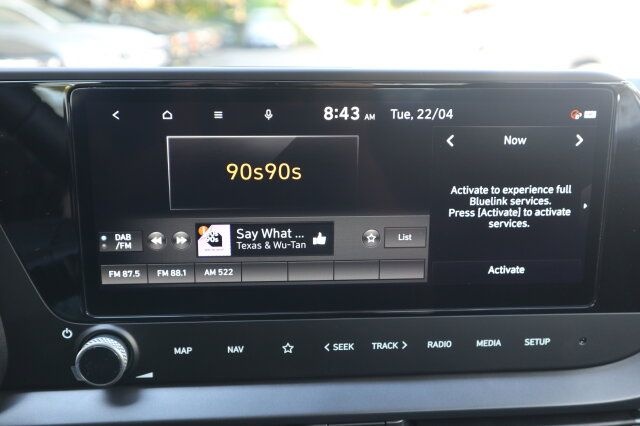 8:43 AM Tue, 22/04
Now
90s90s
Activate to experience full
Bluelink services.
Press [Activate] to activate
services.
DAB
/FM
Say What ...
Texas & Wu-Tan
List
FM 87.5 FM 88.1 AM 522
Activate
MAP NAV SEEK TRACK RADIO MEDIA SETUP